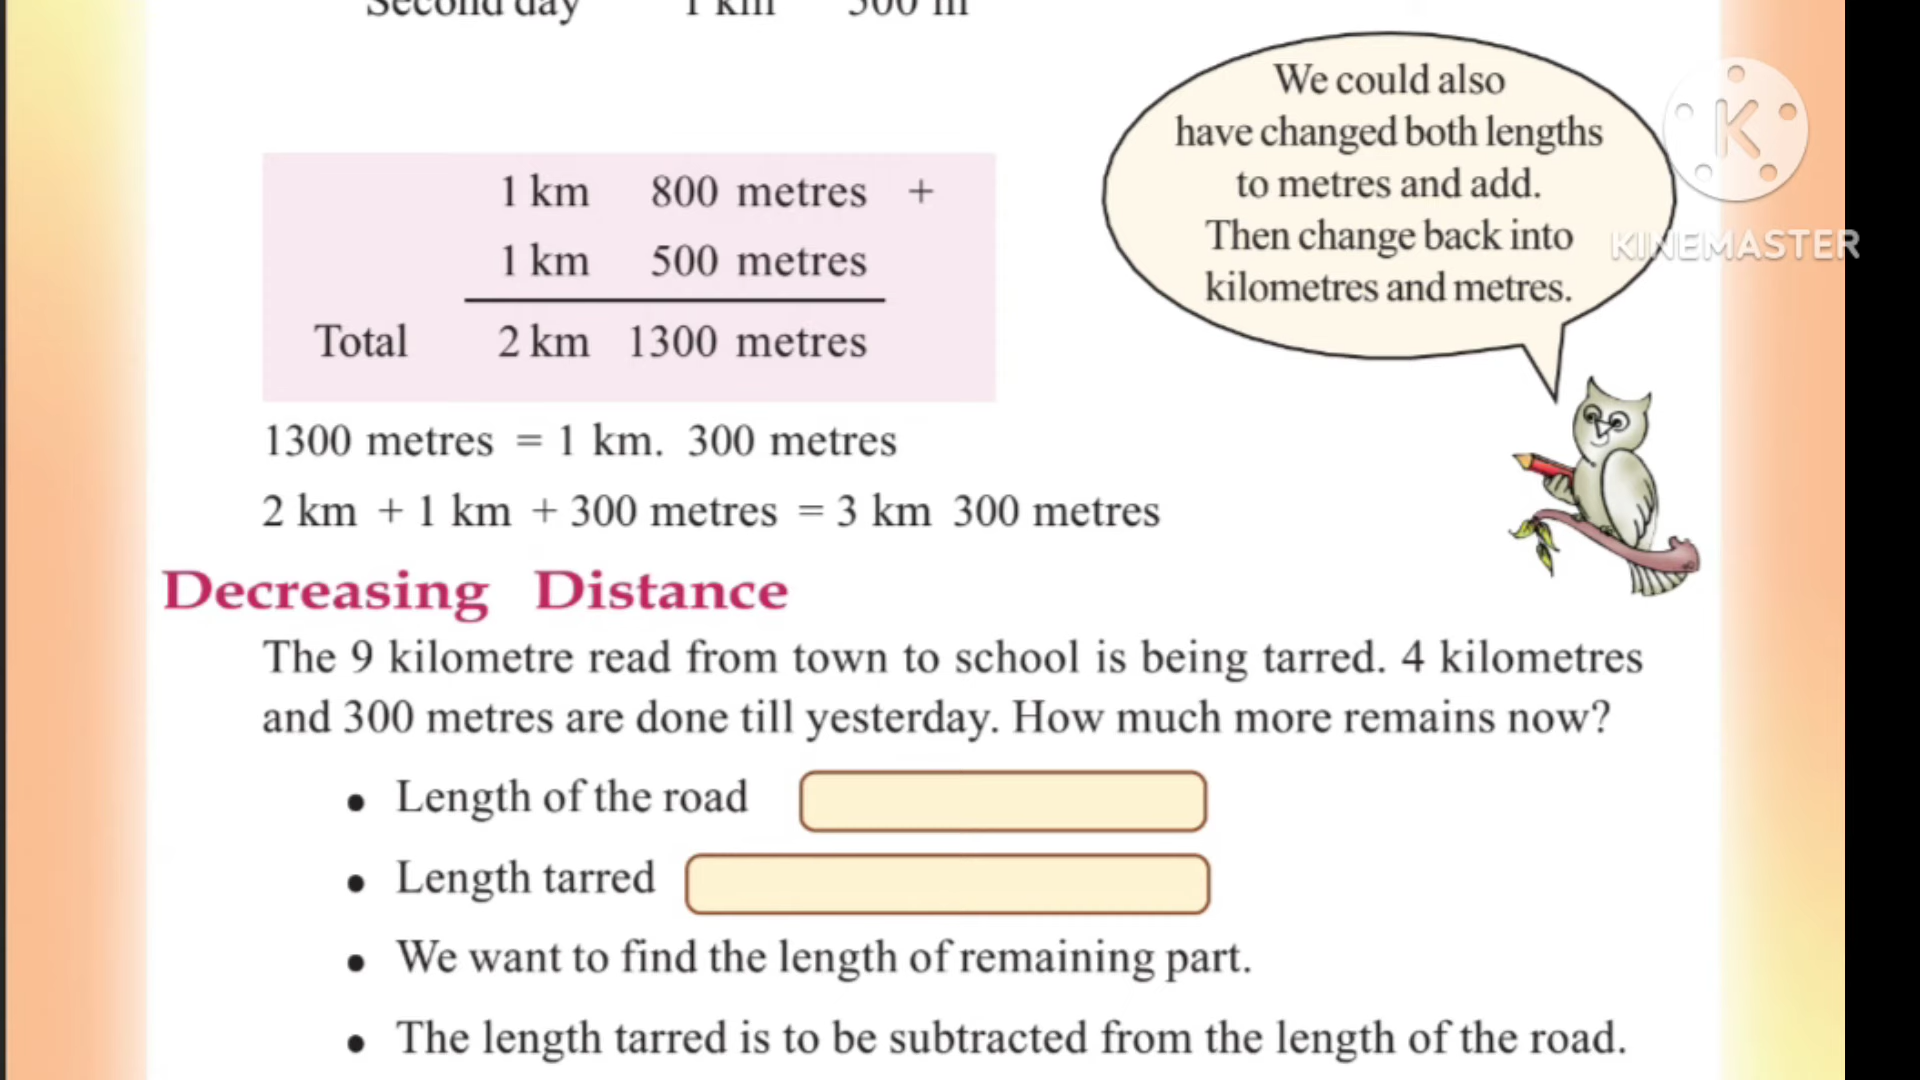 Second day 1 km 500 m
We could also
have changed both lengths
to metres and add.
Then change back into
kilometres and metres.
K
KINEMASTER
1 km 800 metres +
1 km 500 metres
Total 2 km 1300 metres
1300 metres = 1 km. 300 metres
2 km + 1 km + 300 metres = 3 km 300 metres
Decreasing Distance
The 9 kilometre read from town to school is being tarred. 4 kilometres
and 300 metres are done till yesterday. How much more remains now?
• Length of the road
• Length tarred
• We want to find the length of remaining part.
• The length tarred is to be subtracted from the length of the road.